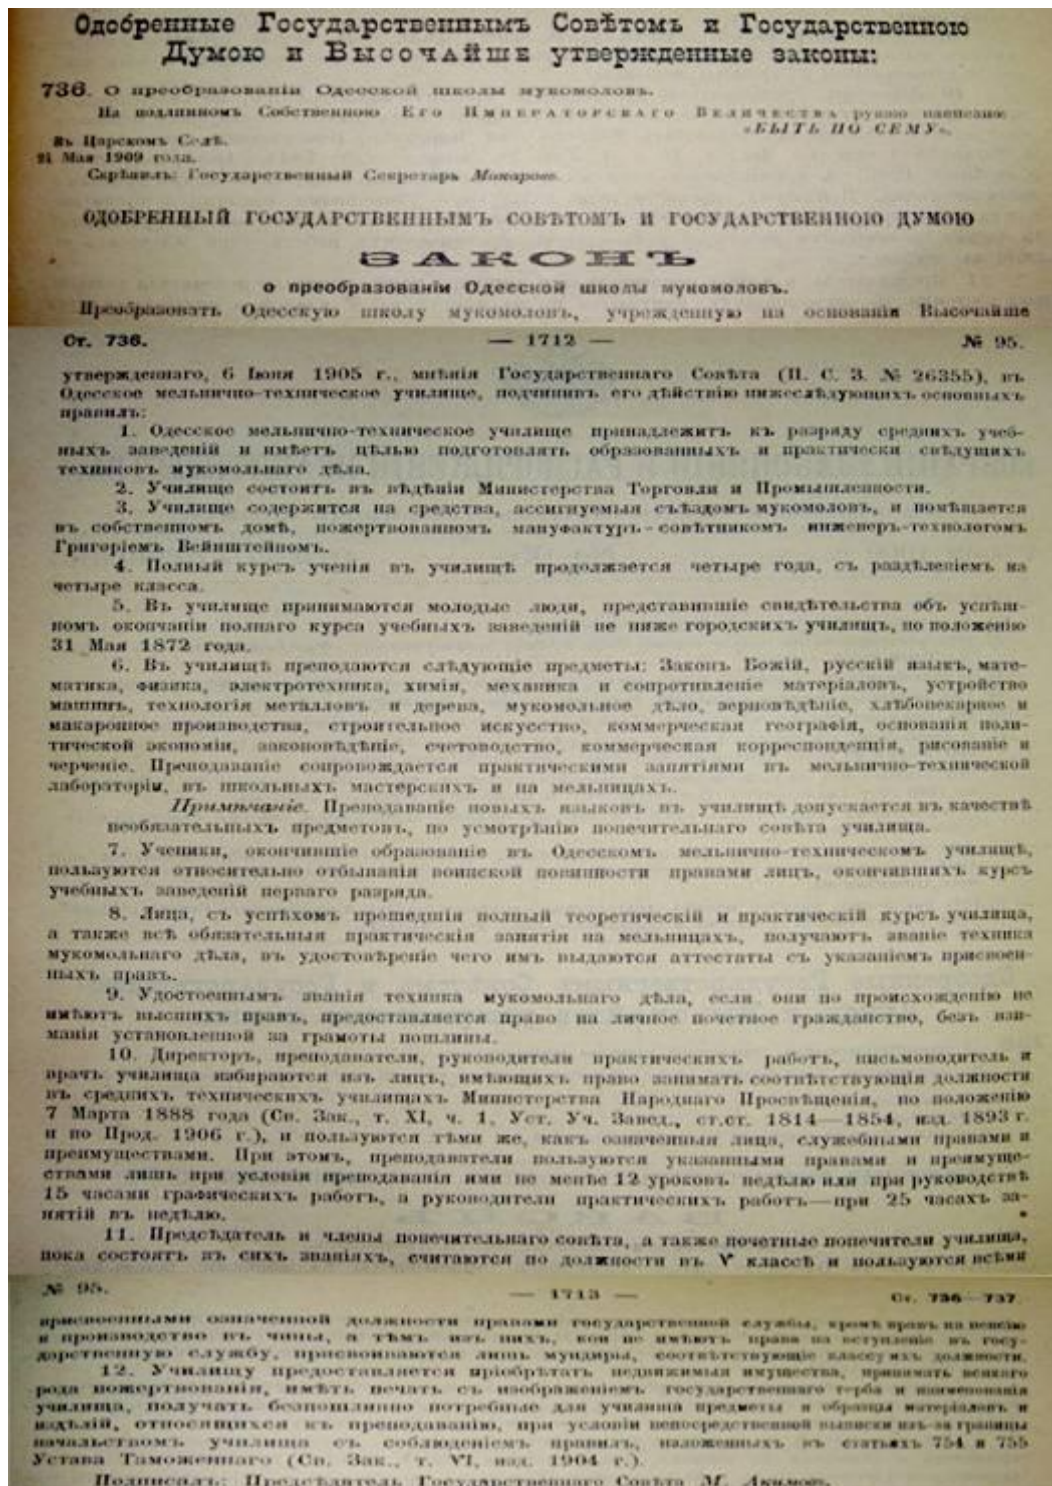 Одобренные Государственнымъ Совѣтомъ и Государственною
Думою и Высочайше утвержденные законы:
736. О преобразованіи Одесской школы мукомоловъ.
На подлинномъ Собственною Его Императорскаго Величества рукою написано:
«БЫТЬ ПО СЕМУ».
Въ Царскомъ Селѣ.
21 Мая 1909 года.
Скрѣпилъ: Государственный Секретарь Макаровъ.
ОДОБРЕННЫЙ ГОСУДАРСТВЕННЫМЪ СОВѢТОМЪ И ГОСУДАРСТВЕННОЮ ДУМОЮ
ЗАКОНЪ
о преобразованіи Одесской школы мукомоловъ.
Преобразовать Одесскую школу мукомоловъ, учрежденную на основаніи Высочайше
Ст. 736. — 1712 — № 95.
утвержденнаго, 6 Іюня 1905 г., мнѣнія Государственнаго Совѣта (П. С. З. № 26355), въ
Одесское мельнично-техническое училище, подчинивъ его дѣйствію нижеслѣдующихъ основныхъ
правилъ:
1. Одесское мельнично-техническое училище принадлежитъ къ разряду среднихъ учеб-
ныхъ заведеній и имѣетъ цѣлью подготовлять образованныхъ и практически свѣдущихъ
техниковъ мукомольнаго дѣла.
2. Училище состоитъ въ вѣдѣніи Министерства Торговли и Промышленности.
3. Училище содержится на средства, ассигнуемыя съѣздомъ мукомоловъ, и помѣщается
въ собственномъ домѣ, пожертвованномъ мануфактуръ-совѣтникомъ инженеръ-технологомъ
Григоріемъ Вейнштейномъ.
4. Полный курсъ ученія въ училищѣ продолжается четыре года, съ раздѣленіемъ на
четыре класса.
5. Въ училище принимаются молодые люди, представившіе свидѣтельства объ успѣш-
номъ окончаніи полнаго курса учебныхъ заведеній не ниже городскихъ училищъ, по положенію
31 Мая 1872 года.
6. Въ училищѣ преподаются слѣдующіе предметы: Законъ Божій, русскій языкъ, мате-
матика, физика, электротехника, химія, механика и сопротивленіе матеріаловъ, устройство
машинъ, технологія металловъ и дерева, мукомольное дѣло, зерновѣдѣніе, хлѣбопекарное и
макаронное производства, строительное искусство, коммерческая географія, основанія поли-
тической экономіи, законовѣдѣніе, счетоводство, коммерческая корреспонденція, рисованіе и
черченіе. Преподаваніе сопровождается практическими занятіями въ мельнично-технической
лабораторіи, въ школьныхъ мастерскихъ и на мельницахъ.
Примѣчаніе. Преподаваніе новыхъ языковъ въ училищѣ допускается въ качествѣ
необязательныхъ предметовъ, по усмотрѣнію попечительнаго совѣта училища.
7. Ученики, окончившіе образованіе въ Одесскомъ мельнично-техническомъ училищѣ,
пользуются относительно отбыванія воинской повинности правами лицъ, окончившихъ курсъ
учебныхъ заведеній перваго разряда.
8. Лица, съ успѣхомъ прошедшія полный теоретическій и практическій курсъ училища,
а также всѣ обязательныя практическія занятія на мельницахъ, получаютъ званіе техника
мукомольнаго дѣла, въ удостовѣреніе чего имъ выдаются аттестаты съ указаніемъ присвоен-
ныхъ правъ.
9. Удостоеннымъ званія техника мукомольнаго дѣла, если они по происхожденію не
имѣютъ высшихъ правъ, предоставляется право на личное почетное гражданство, безъ взи-
манія установленной за грамоты пошлины.
10. Директоръ, преподаватели, руководители практическихъ работъ, письмоводитель и
врачъ училища избираются изъ лицъ, имѣющихъ право занимать соотвѣтствующія должности
въ среднихъ техническихъ училищахъ Министерства Народнаго Просвѣщенія, по положенію
7 Марта 1888 года (Св. Зак., т. XI, ч. 1, Уст. Уч. Завед., ст.ст. 1814—1854, изд. 1893 г.
и по Прод. 1906 г.), и пользуются тѣми же, какъ означенныя лица, служебными правами и
преимуществами. При этомъ, преподаватели пользуются указанными правами и преимуще-
ствами лишь при условіи преподаванія ими не менѣе 12 уроковъ недѣлю или при руководствѣ
15 часами графическихъ работъ, а руководители практическихъ работъ—при 25 часахъ за-
нятій въ недѣлю.
11. Предсѣдатель и члены попечительнаго совѣта, а также почетные попечители училища,
пока состоятъ въ сихъ званіяхъ, считаются по должности въ V классѣ и пользуются всѣми
№ 95. — 1713 — Ст. 736—737.
присвоенными означенной должности правами государственной службы, кромѣ правъ на пенсію
и производство въ чины, а тѣмъ изъ нихъ, кои не имѣютъ права на вступленіе въ госу-
дарственную службу, присвоиваются лишь мундиры, соотвѣтствующіе классу ихъ должности.
12. Училищу предоставляется пріобрѣтать недвижимыя имущества, принимать всякаго
рода пожертвованія, имѣть печать съ изображеніемъ государственнаго герба и наименованія
училища, получать безпошлинно потребные для училища предметы и образцы матеріаловъ и
издѣлій, относящихся къ преподаванію, при условіи непосредственной выписки изъ-за границы
начальствомъ училища съ соблюденіемъ правилъ, изложенныхъ въ статьяхъ 754 и 755
Устава Таможеннаго (Св. Зак., т. VI, изд. 1904 г.).
Подписалъ: Предсѣдатель Государственнаго Совѣта М. Акимовъ.